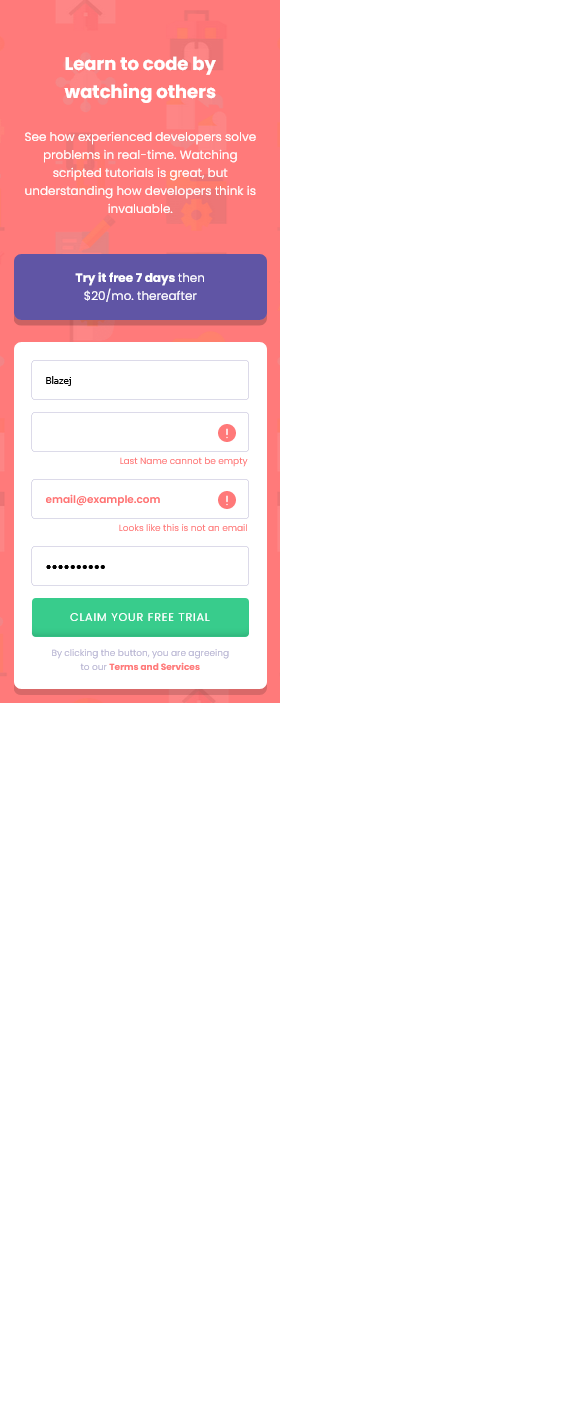 Learn to code by
watching others
See how experienced developers solve
problems in real-time. Watching
scripted tutorials is great, but
understanding how developers think is
invaluable.
Try it free 7 days then
$20/mo. thereafter
Blazej
!
Last Name cannot be empty
email@example.com
!
Looks like this is not an email
••••••••••
CLAIM YOUR FREE TRIAL
By clicking the button, you are agreeing
to our Terms and Services